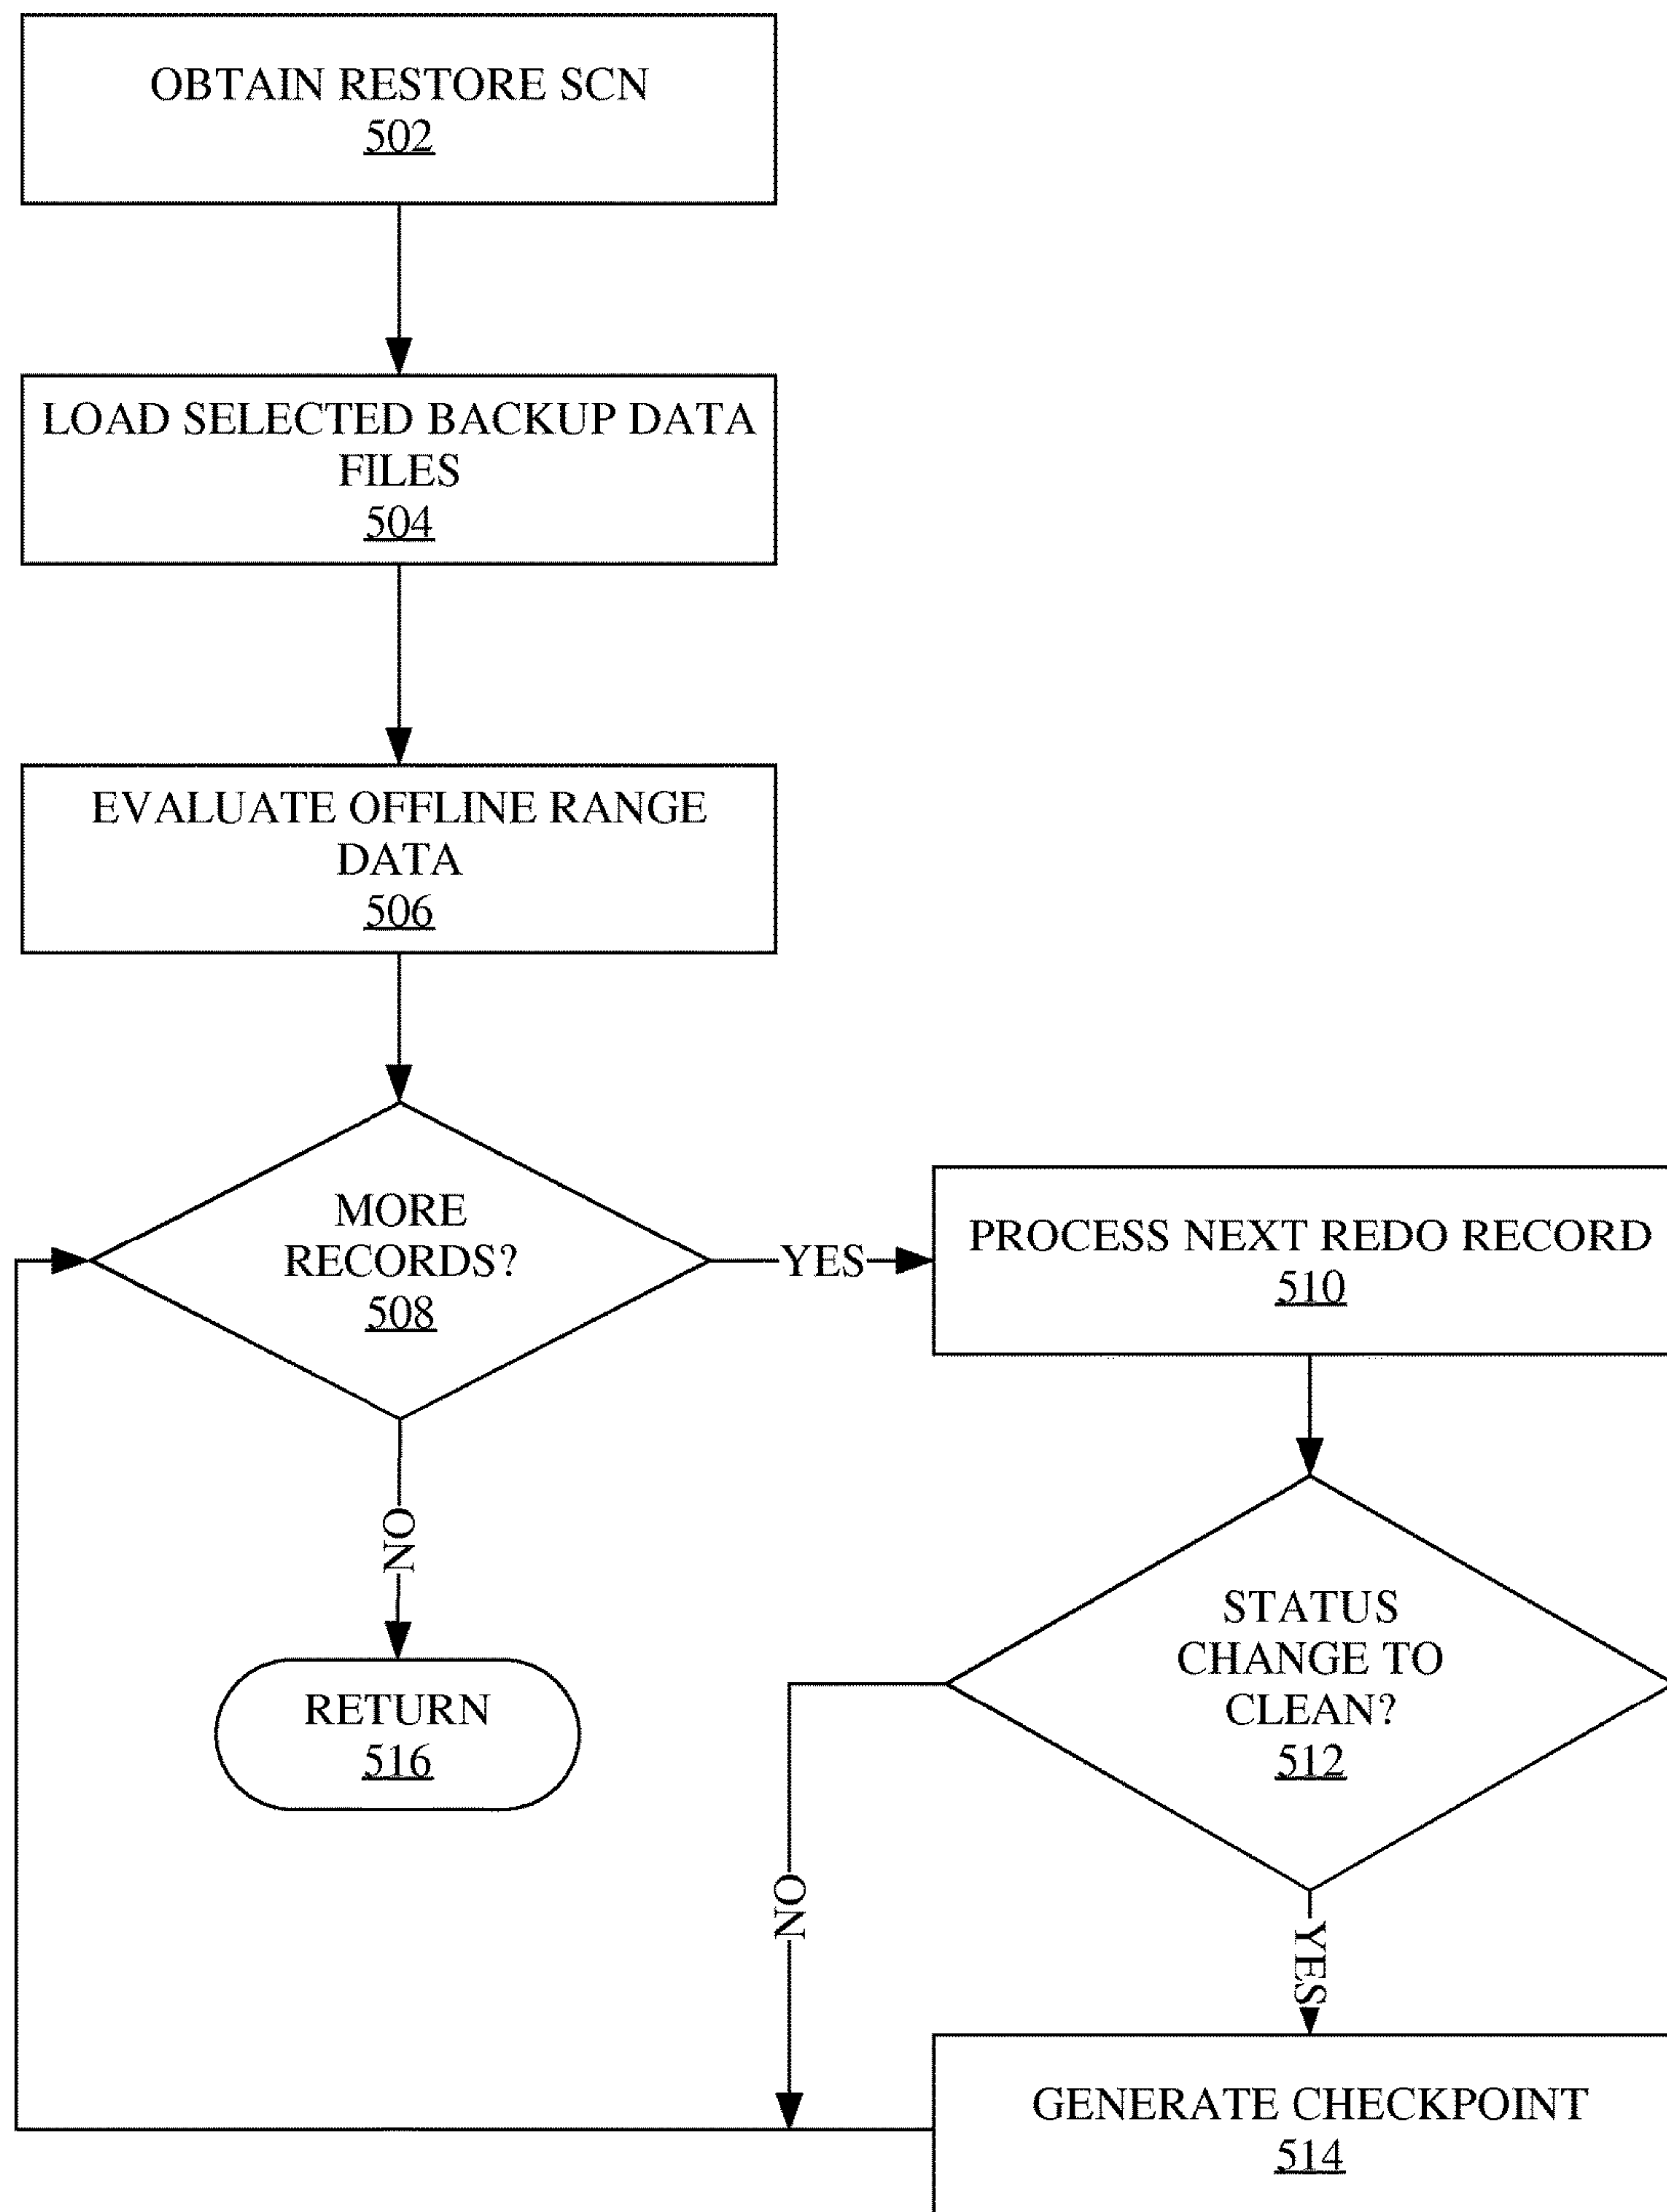 OBTAIN RESTORE SCN
502
LOAD SELECTED BACKUP DATA
FILES
504
EVALUATE OFFLINE RANGE
DATA
506
MORE
RECORDS?
508
YES
PROCESS NEXT REDO RECORD
510
NO
STATUS
CHANGE TO
CLEAN?
512
RETURN
516
NO
YES
GENERATE CHECKPOINT
514